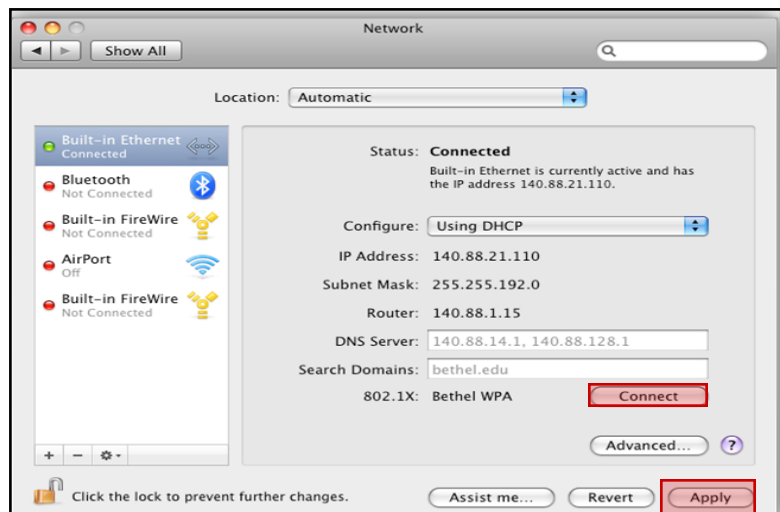 Network
Show All
Location: Automatic
Built-in Ethernet
Connected
Bluetooth
Not Connected
Built-in FireWire
Not Connected
AirPort
Off
Built-in FireWire
Not Connected
Status: Connected
Built-in Ethernet is currently active and has
the IP address 140.88.21.110.
Configure: Using DHCP
IP Address: 140.88.21.110
Subnet Mask: 255.255.192.0
Router: 140.88.1.15
DNS Server: 140.88.14.1, 140.88.128.1
Search Domains: bethel.edu
802.1X: Bethel WPA Connect
Advanced... ?
Click the lock to prevent further changes. Assist me... Revert Apply